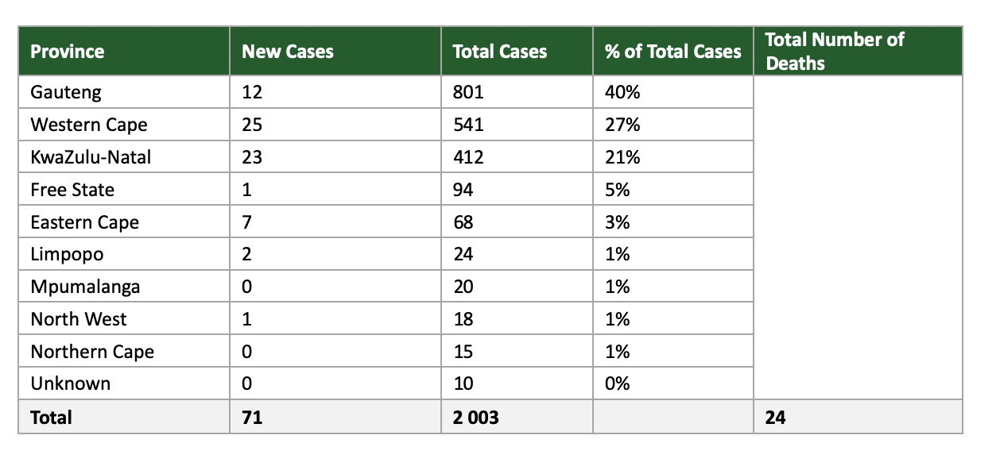 Province New Cases Total Cases % of Total Cases Total Number of Deaths
Gauteng 12 801 40%
Western Cape 25 541 27%
KwaZulu-Natal 23 412 21%
Free State 1 94 5%
Eastern Cape 7 68 3%
Limpopo 2 24 1%
Mpumalanga 0 20 1%
North West 1 18 1%
Northern Cape 0 15 1%
Unknown 0 10 0%
Total 71 2 003 24